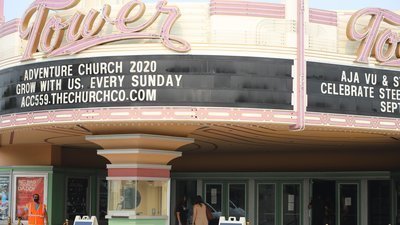 Tower
ADVENTURE CHURCH 2020
GROW WITH US, EVERY SUNDAY
ACC559.THECHURCHCO.COM
AJA VU & S
CELEBRATE STEE
SEPT